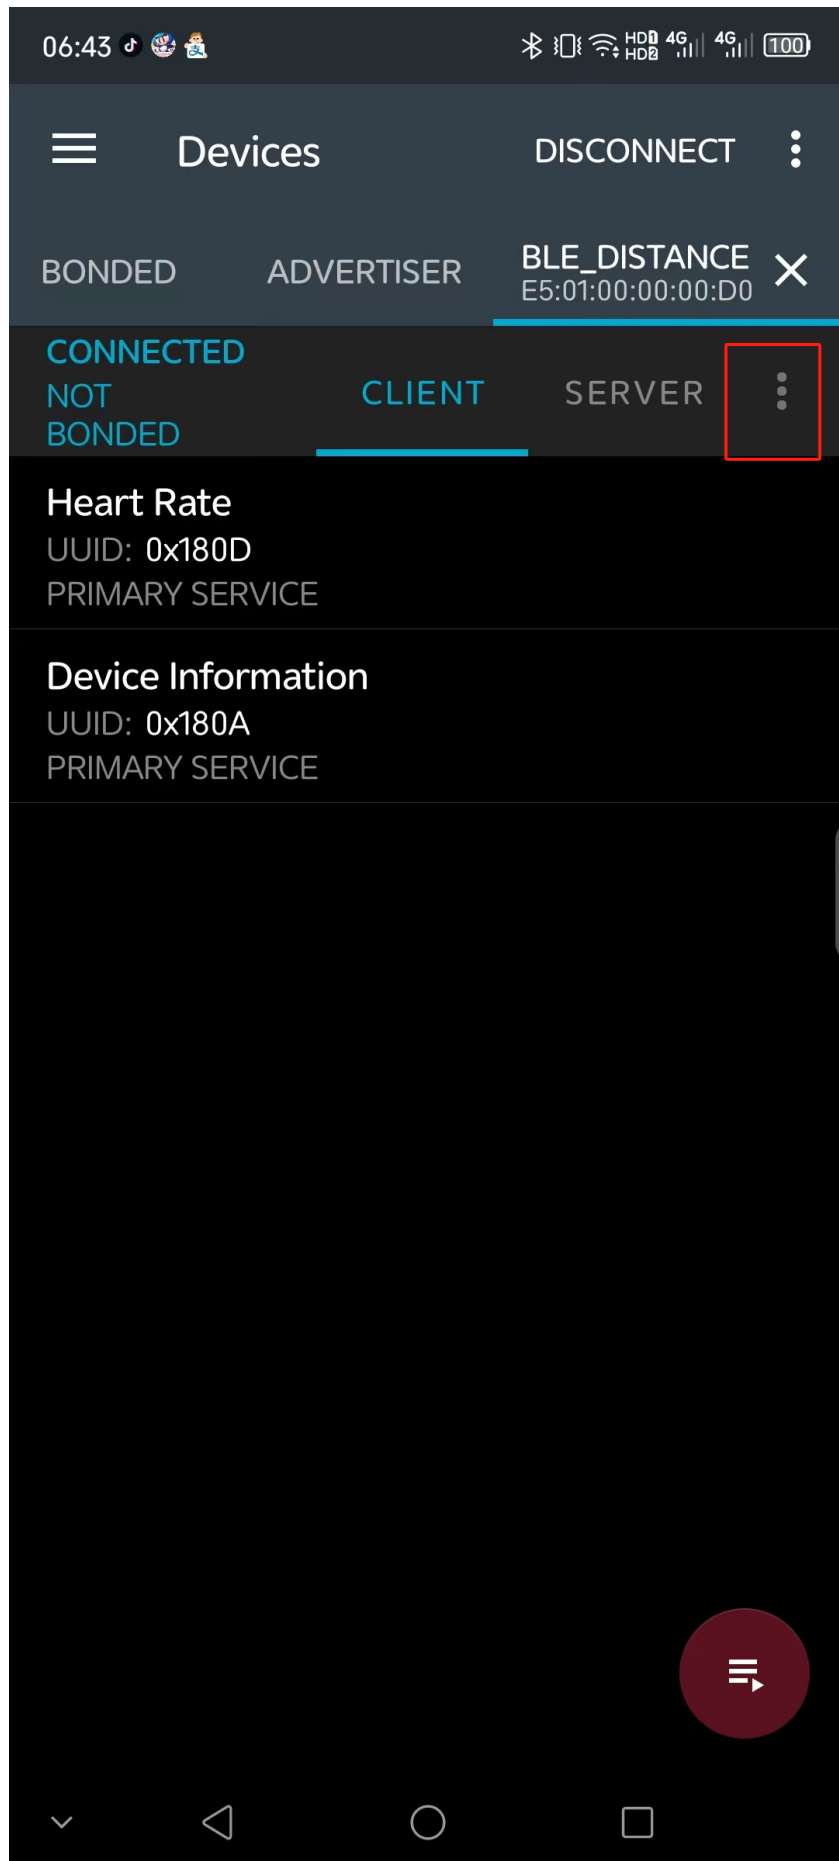 06:43 HD1 HD2 4G 4G 100
Devices DISCONNECT
BONDED ADVERTISER BLE_DISTANCE
E5:01:00:00:00:D0
CONNECTED
NOT
BONDED
CLIENT SERVER
Heart Rate
UUID: 0x180D
PRIMARY SERVICE
Device Information
UUID: 0x180A
PRIMARY SERVICE